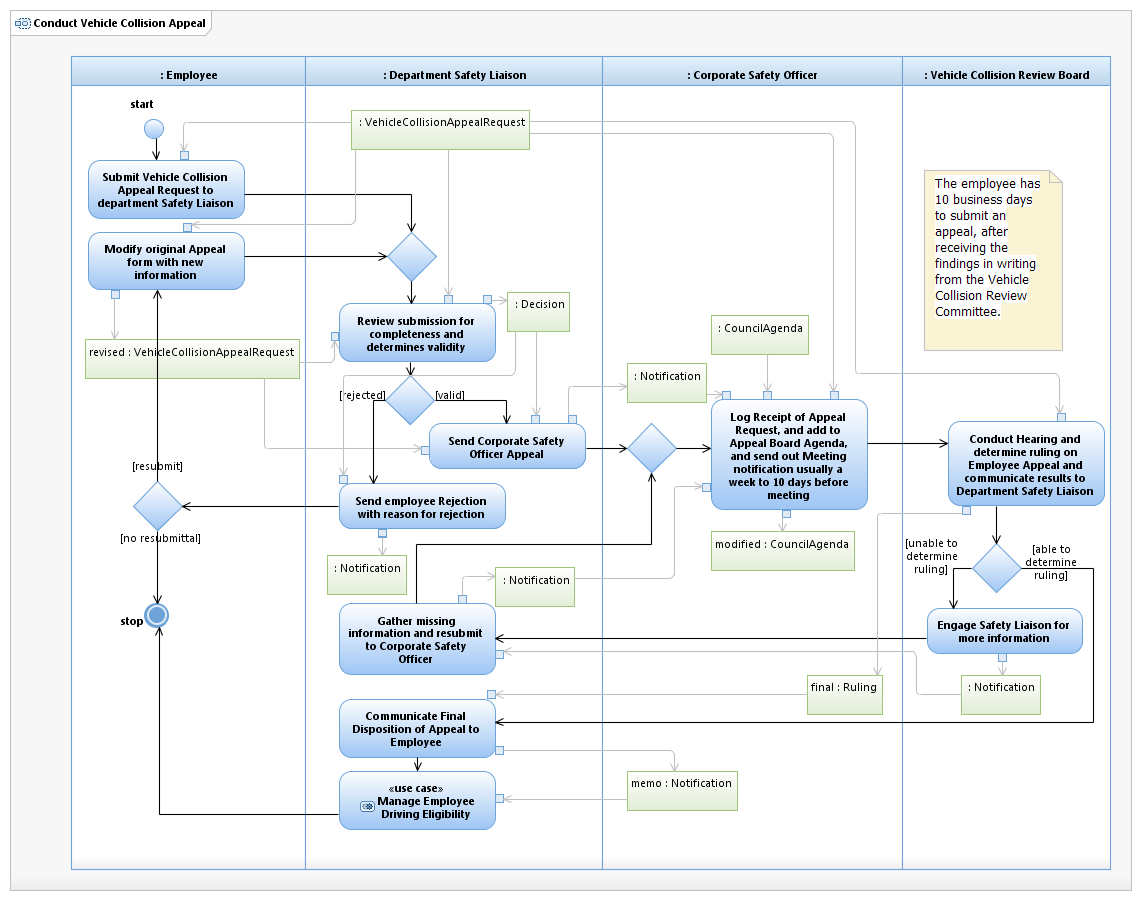 Conduct Vehicle Collision Appeal
: Employee
: Department Safety Liaison
: Corporate Safety Officer
: Vehicle Collision Review Board
start
: VehicleCollisionAppealRequest
Submit Vehicle Collision
Appeal Request to
department Safety Liaison
The employee has
10 business days
to submit an
appeal, after
receiving the
findings in writing
from the Vehicle
Collision Review
Committee.
Modify original Appeal
form with new
information
: Decision
Review submission for
completeness and
determines validity
: CouncilAgenda
revised : VehicleCollisionAppealRequest
: Notification
[rejected]
[valid]
Send Corporate Safety
Officer Appeal
Log Receipt of Appeal
Request, and add to
Appeal Board Agenda,
and send out Meeting
notification usually a
week to 10 days before
meeting
Conduct Hearing and
determine ruling on
Employee Appeal and
communicate results to
Department Safety Liaison
[resubmit]
Send employee Rejection
with reason for rejection
[no resubmittal]
modified : CouncilAgenda
[unable to
determine
ruling]
[able to
determine
ruling]
: Notification
: Notification
stop
Gather missing
information and resubmit
to Corporate Safety
Officer
Engage Safety Liaison for
more information
final : Ruling
: Notification
Communicate Final
Disposition of Appeal to
Employee
memo : Notification
«use case»
Manage Employee
Driving Eligibility